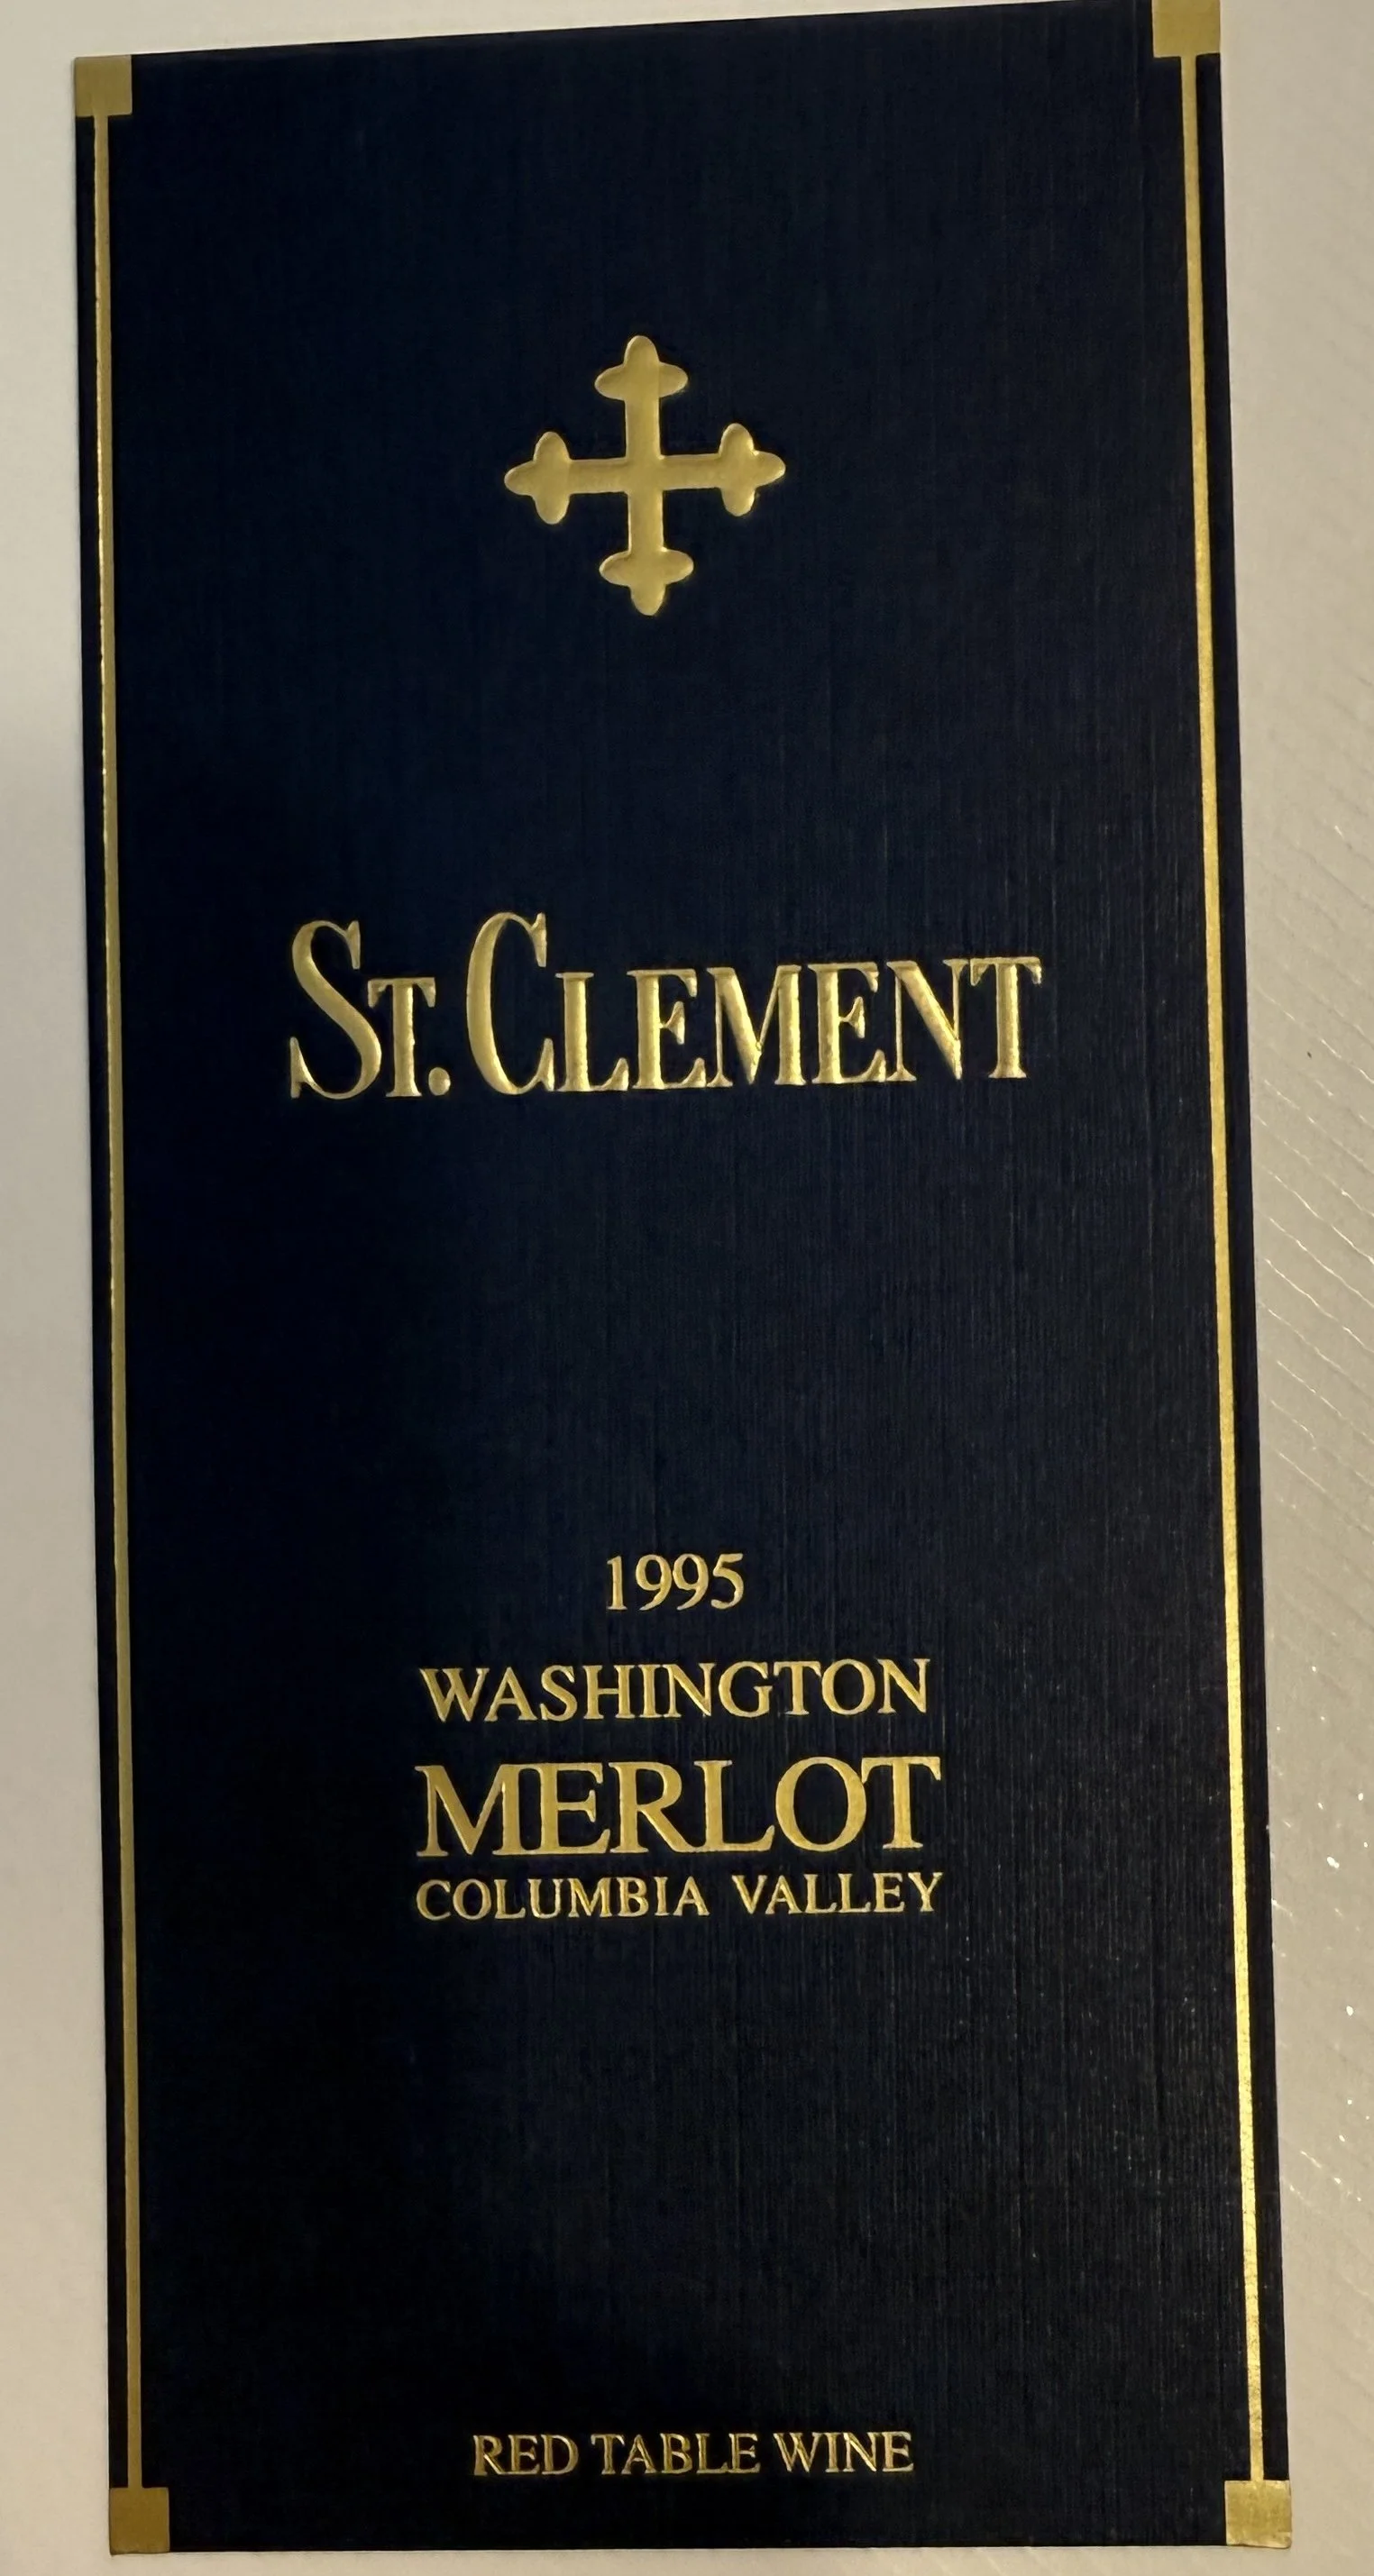 ST. CLEMENT
1995
WASHINGTON
MERLOT
COLUMBIA VALLEY
RED TABLE WINE